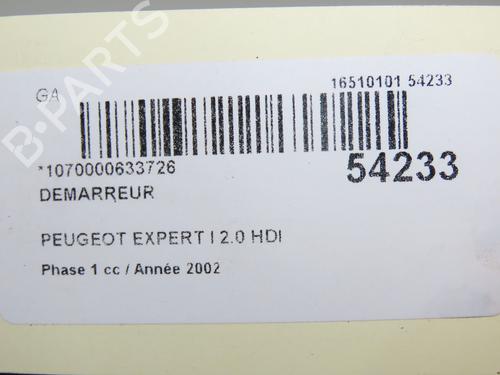 GA
16510101 54233
*1070000633726
54233
DEMARREUR
PEUGEOT EXPERT I 2.0 HDI
Phase 1 cc / Année 2002
B-PARTS